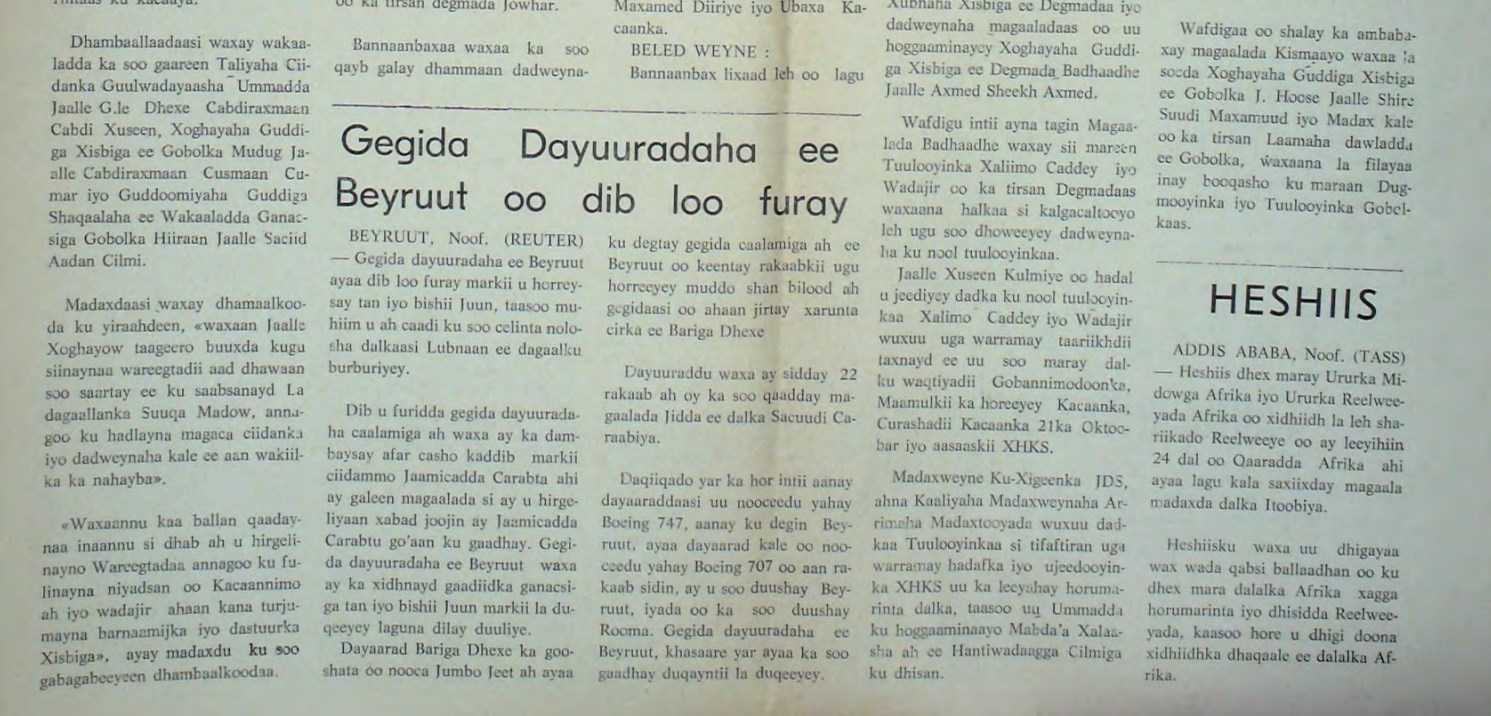 Dhambaallaadaasi waxay wakaa-
ladda ka soo gaareen Taliyaha Cii-
danka Guulwadayaasha Ummadda
Jaalle G.le Dhexe Cabdiraxmaan
Cabdi Xuseen, Xoghayaha Guddi-
ga Xisbiga ee Gobolka Mudug Ja-
alle Cabdiraxmaan Cusmaan Cu-
mar iyo Guddoomiyaha Guddiga
Shaqaalaha ee Wakaaladda Ganac-
siga Gobolka Hiiraan Jaalle Saciid
Aadan Cilmi.
Madaxdaasi waxay dhamaalkoo-
da ku yiraahdeen, «waxaan Jaalle
Xoghayow taageero buuxda kugu
siinaynaa wareegtadii aad dhawaan
soo saartay ee ku saabsanayd La
dagaallanka Suuqa Madow, anna-
goo ku hadlayna magaca ciidanka
iyo dadweynaha kale ee aan wakiil-
ka ka nahayba».
«Waxaannu kaa ballan qaaday-
naa inaannu si dhab ah u hirgeli-
nayno Wareegtadaa annagoo ku fu-
linayna niyadsan oo Kacaannimo
ah iyo wadajir ahaan kana turju-
mayna barnaamijka iyo dastuurka
Xisbiga», ayay madaxdu ku soo
gabagabeeyeen dhambaalkoodaa.
oo ka tirsan degmada Jowhar.
Bannaanbaxaa waxaa ka soo
qayb galay dhammaan dadweyna-
Maxamed Diiriye iyo Ubaxa Ka-
caanka.
BELED WEYNE :
Bannaanbax lixaad leh oo lagu
Gegida Dayuuradaha ee
Beyruut oo dib loo furay
BEYRUUT, Noof. (REUTER)
— Gegida dayuuradaha ee Beyruut
ayaa dib loo furay markii u horrey-
say tan iyo bishii Juun, taasoo mu-
hiim u ah caadi ku soo celinta nolo-
sha dalkaasi Lubnaan ee dagaalku
burburiyey.
Dib u furidda gegida dayuurada-
ha caalamiga ah waxa ay ka dam-
baysay afar casho kaddib markii
ciidammo Jaamicadda Carabta ahi
ay galeen magaalada si ay u hirge-
liyaan xabad joojin ay Jaamicadda
Carabtu go'aan ku gaadhay. Gegi-
da dayuuradaha ee Beyruut waxa
ay ka xidhnayd gaadiidka ganacsi-
ga tan iyo bishii Juun markii la du-
qeeyey laguna dilay duuliye.
Dayaarad Bariga Dhexe ka goo-
shata oo nooca Jumbo Jeet ah ayaa
ku degtay gegida caalamiga ah ee
Beyruut oo keentay rakaabkii ugu
horreeyey muddo shan bilood ah
gegidaasi oo ahaan jirtay xarunta
cirka ee Bariga Dhexe
Dayuuraddu waxa ay sidday 22
rakaab ah oy ka soo qaadday ma-
gaalada Jidda ee dalka Sacuudi Ca-
raabiya.
Daqiiqado yar ka hor intii aanay
dayaaraddaasi uu nooceedu yahay
Boeing 747, aanay ku degin Bey-
ruut, ayaa dayaarad kale oo noo-
ceedu yahay Boeing 707 oo aan ra-
kaab sidin, ay u soo duushay Bey-
ruut, iyada oo ka soo duushay
Rooma. Gegida dayuuradaha ee
Beyruut, khasaare yar ayaa ka soo
gaadhay duqayntii la duqeeyey.
Xubnaha Xisbiga ee Degmadaa iyo
dadweynaha magaaladaas oo uu
hoggaaminayey Xoghayaha Guddi-
ga Xisbiga ee Degmada Badhaadhe
Jaalle Axmed Sheekh Axmed.
Wafdigu intii ayna tagin Magaa-
lada Badhaadhe waxay sii mareen
Tuulooyinka Xaliimo Caddey iyo
Wadajir oo ka tirsan Degmadaas
waxaana halkaa si kalgacaltooyo
leh ugu soo dhoweeyey dadweyna-
ha ku nool tuulooyinkaa.
Jaalle Xuseen Kulmiye oo hadal
u jeediyey dadka ku nool tuulooyin-
kaa Xalimo Caddey iyo Wadajir
wuxuu uga warramay taariikhdii
taxnayd ee uu soo maray dal-
ku waqtiyadii Gobannimodoonka,
Maamulkii ka horeeyey Kacaanka,
Curashadii Kacaanka 21ka Oktoo-
bar iyo aasaaskii XHKS.
Madaxweyne Ku-Xigeenka JDS,
ahna Kaaliyaha Madaxweynaha Ar-
rimaha Madaxtooyada wuxuu dad-
kaa Tuulooyinkaa si tifaftiran uga
warramay hadafka iyo ujeedooyin-
ka XHKS uu ka leeyahay horuma-
rinta dalka, taasoo uu Ummadda
ku hoggaaminaayo Mabda'a Xalaa-
sha ah ee Hantiwadaagga Cilmiga
ku dhisan.
Wafdigaa oo shalay ka ambaba-
xay magaalada Kismaayo waxaa la
socda Xoghayaha Guddiga Xisbiga
ee Gobolka J. Hoose Jaalle Shire
Suudi Maxamuud iyo Madax kale
oo ka tirsan Laamaha dawladda
ee Gobolka, waxaana la filayaa
inay booqasho ku maraan Dug-
mooyinka iyo Tuulooyinka Gobol-
kaas.
HESHIIS
ADDIS ABABA, Noof. (TASS)
— Heshiis dhex maray Ururka Mi-
dowga Afrika iyo Ururka Reelwee-
yada Afrika oo xidhiidh la leh sha-
riikado Reelweeye oo ay leeyihiin
24 dal oo Qaaradda Afrika ahi
ayaa lagu kala saxiixday magaala
madaxda dalka Itoobiya.
Heshiisku waxa uu dhigayaa
wax wada qabsi ballaadhan oo ku
dhex mara dalalka Afrika xagga
horumarinta iyo dhisidda Reelwee-
yada, kaasoo hore u dhigi doona
xidhiidhka dhaqaale ee dalalka Af-
rika.